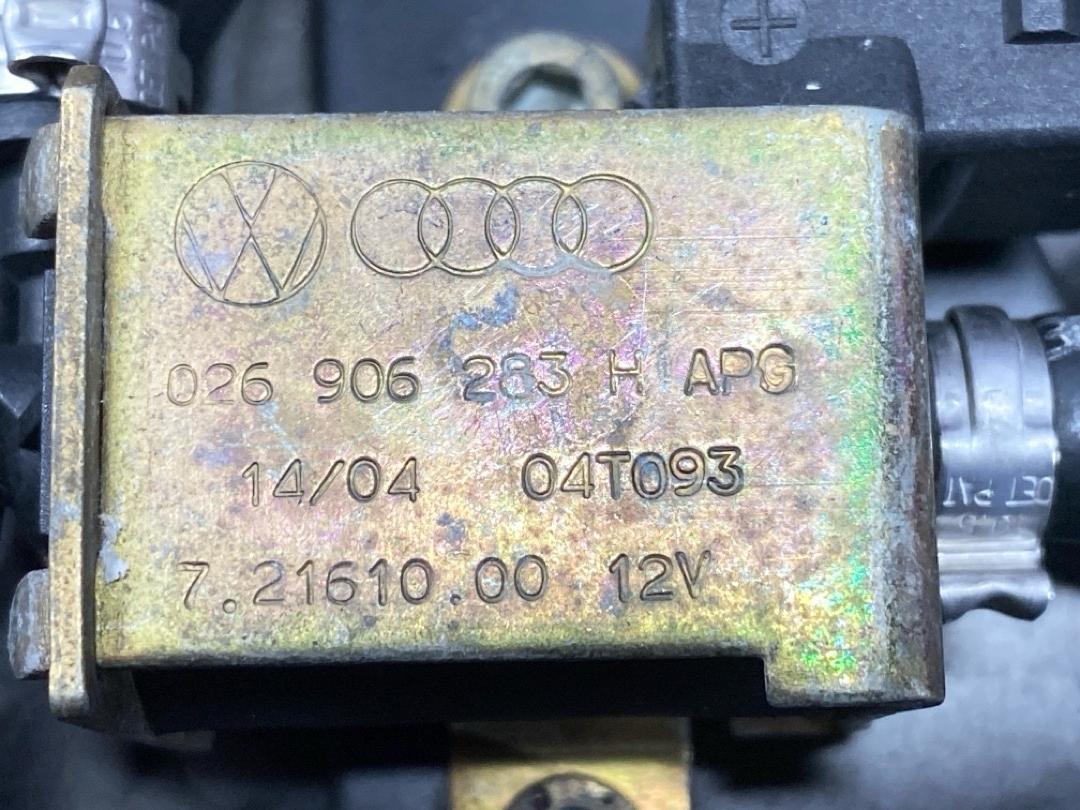 026 906 283 H APG
14/04 04T093
7.21610.00 12V